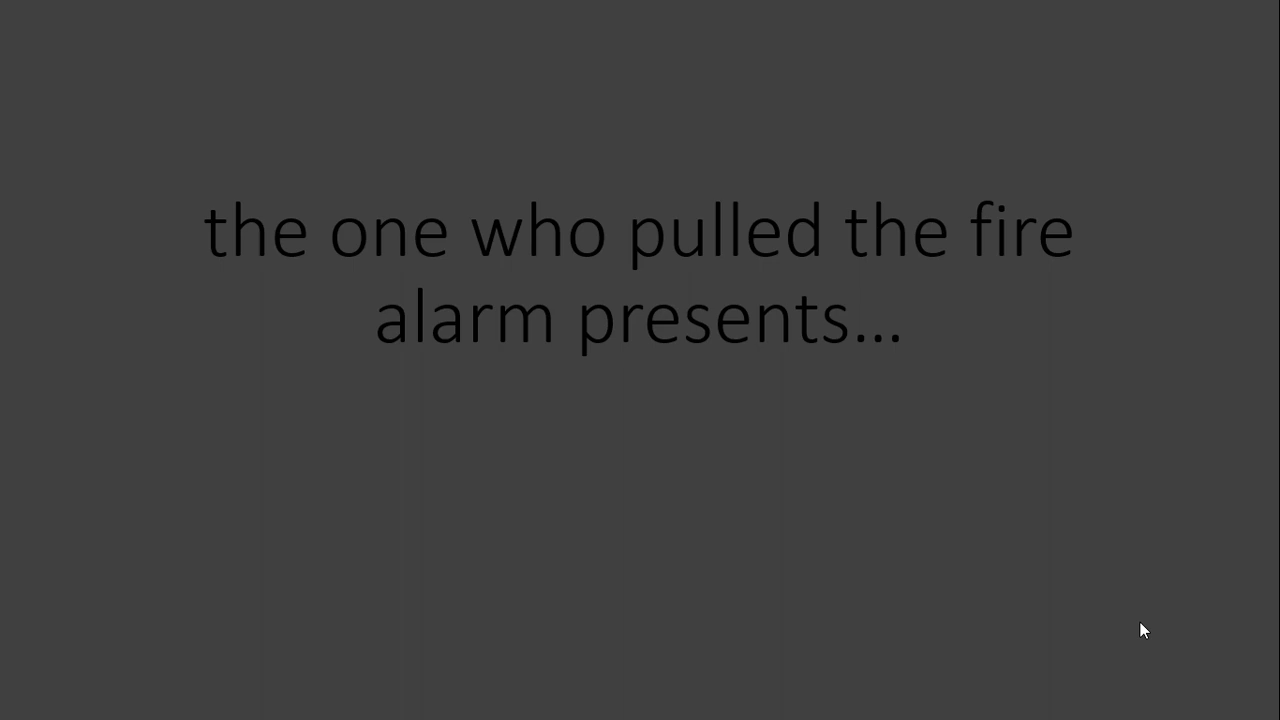 the one who pulled the fire
alarm presents...